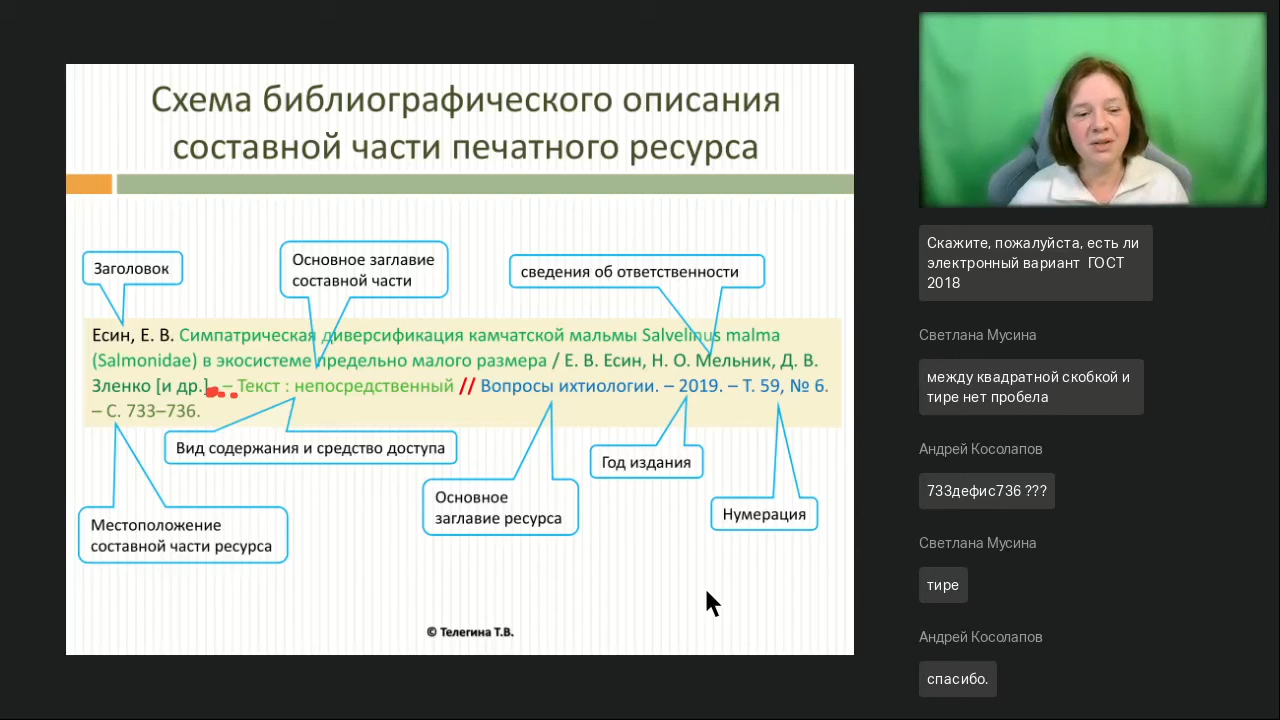 Схема библиографического описания
составной части печатного ресурса
Заголовок
Основное заглавие
составной части
сведения об ответственности
Есин, Е. В. Симпатрическая диверсификация камчатской мальмы Salvelinus malma
(Salmonidae) в экосистеме предельно малого размера / Е. В. Есин, Н. О. Мельник, Д. В.
Зленко [и др.]. – Текст : непосредственный // Вопросы ихтиологии. – 2019. – Т. 59, № 6.
– С. 733–736.
Вид содержания и средство доступа
Год издания
Основное
заглавие ресурса
Нумерация
Местоположение
составной части ресурса
© Телегина Т.В.
Скажите, пожалуйста, есть ли
электронный вариант ГОСТ
2018
Светлана Мусина
между квадратной скобкой и
тире нет пробела
Андрей Косолапов
733дефис736 ???
Светлана Мусина
тире
Андрей Косолапов
спасибо.